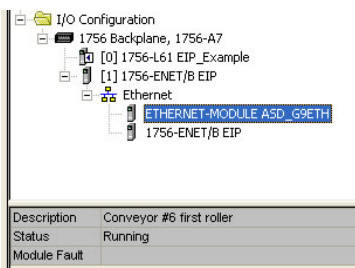 I/O Configuration
1756 Backplane, 1756-A7
[0] 1756-L61 EIP_Example
[1] 1756-ENET/B EIP
Ethernet
ETHERNET-MODULE ASD_G9ETH
1756-ENET/B EIP
Description Conveyor #6 first roller
Status Running
Module Fault